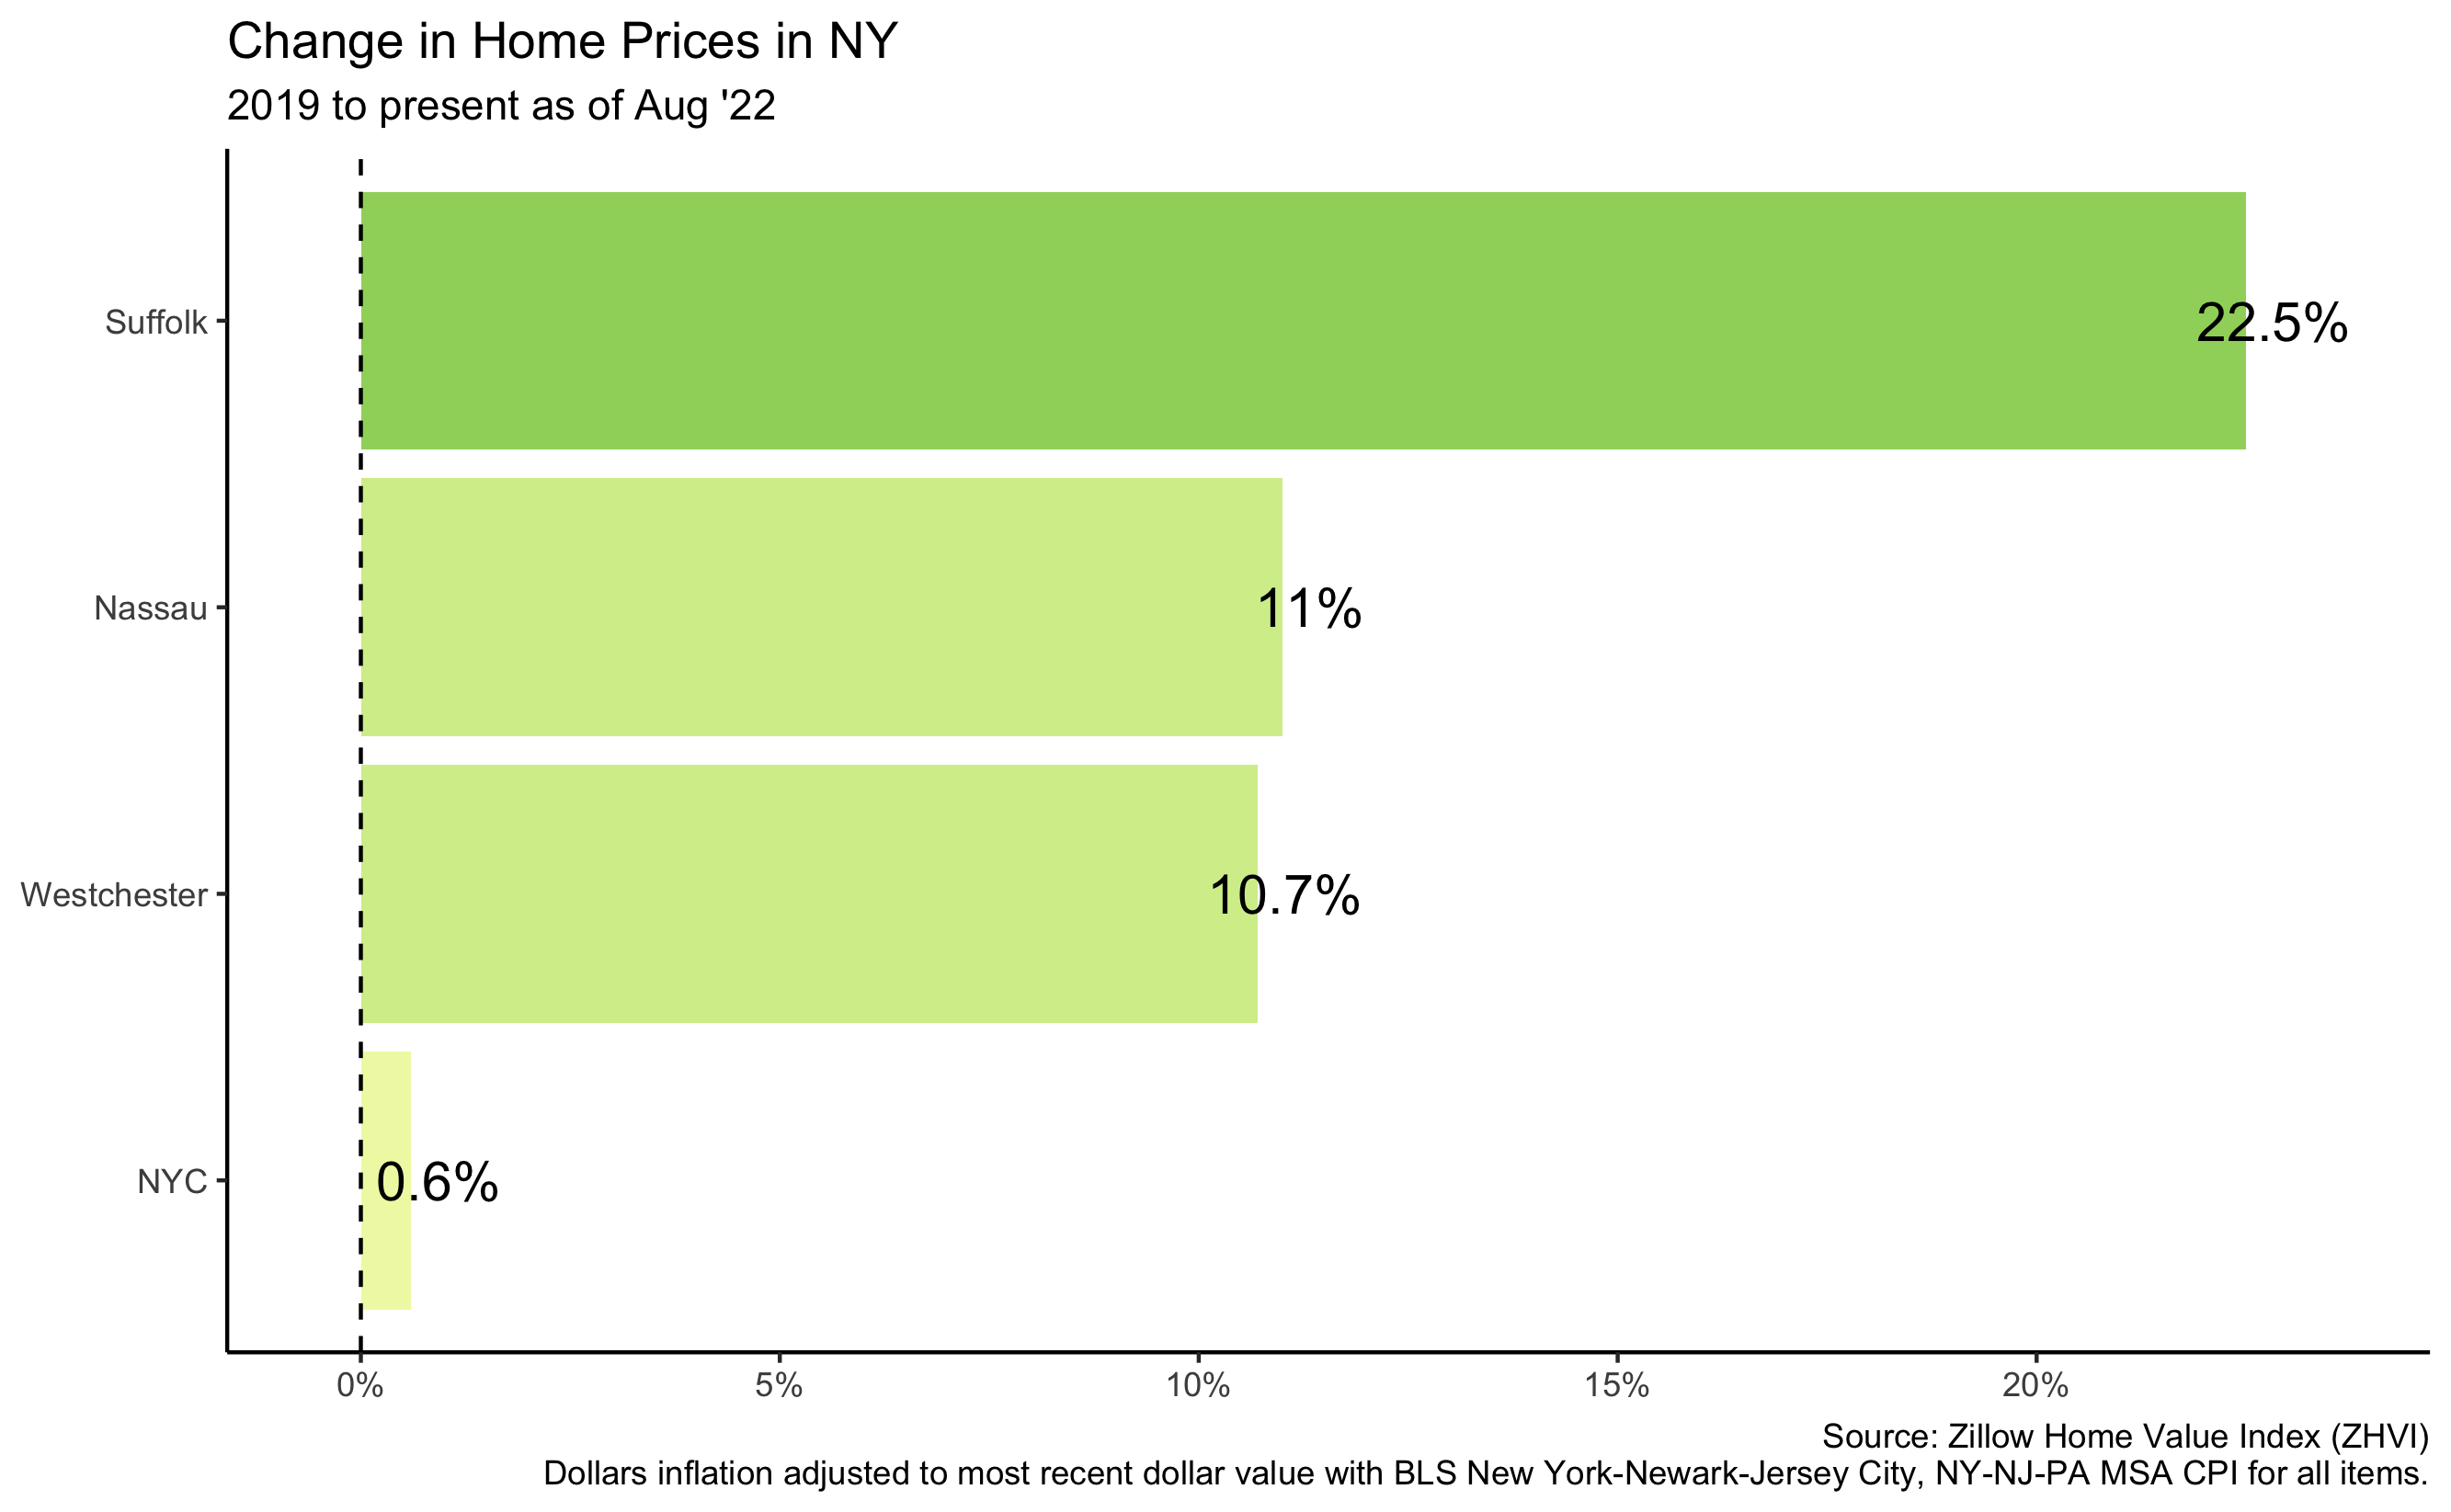 Change in Home Prices in NY
2019 to present as of Aug '22
Suffolk
22.5%
Nassau
11%
Westchester
10.7%
NYC
0.6%
0%
5%
10%
15%
20%
Source: Zillow Home Value Index (ZHVI)
Dollars inflation adjusted to most recent dollar value with BLS New York-Newark-Jersey City, NY-NJ-PA MSA CPI for all items.